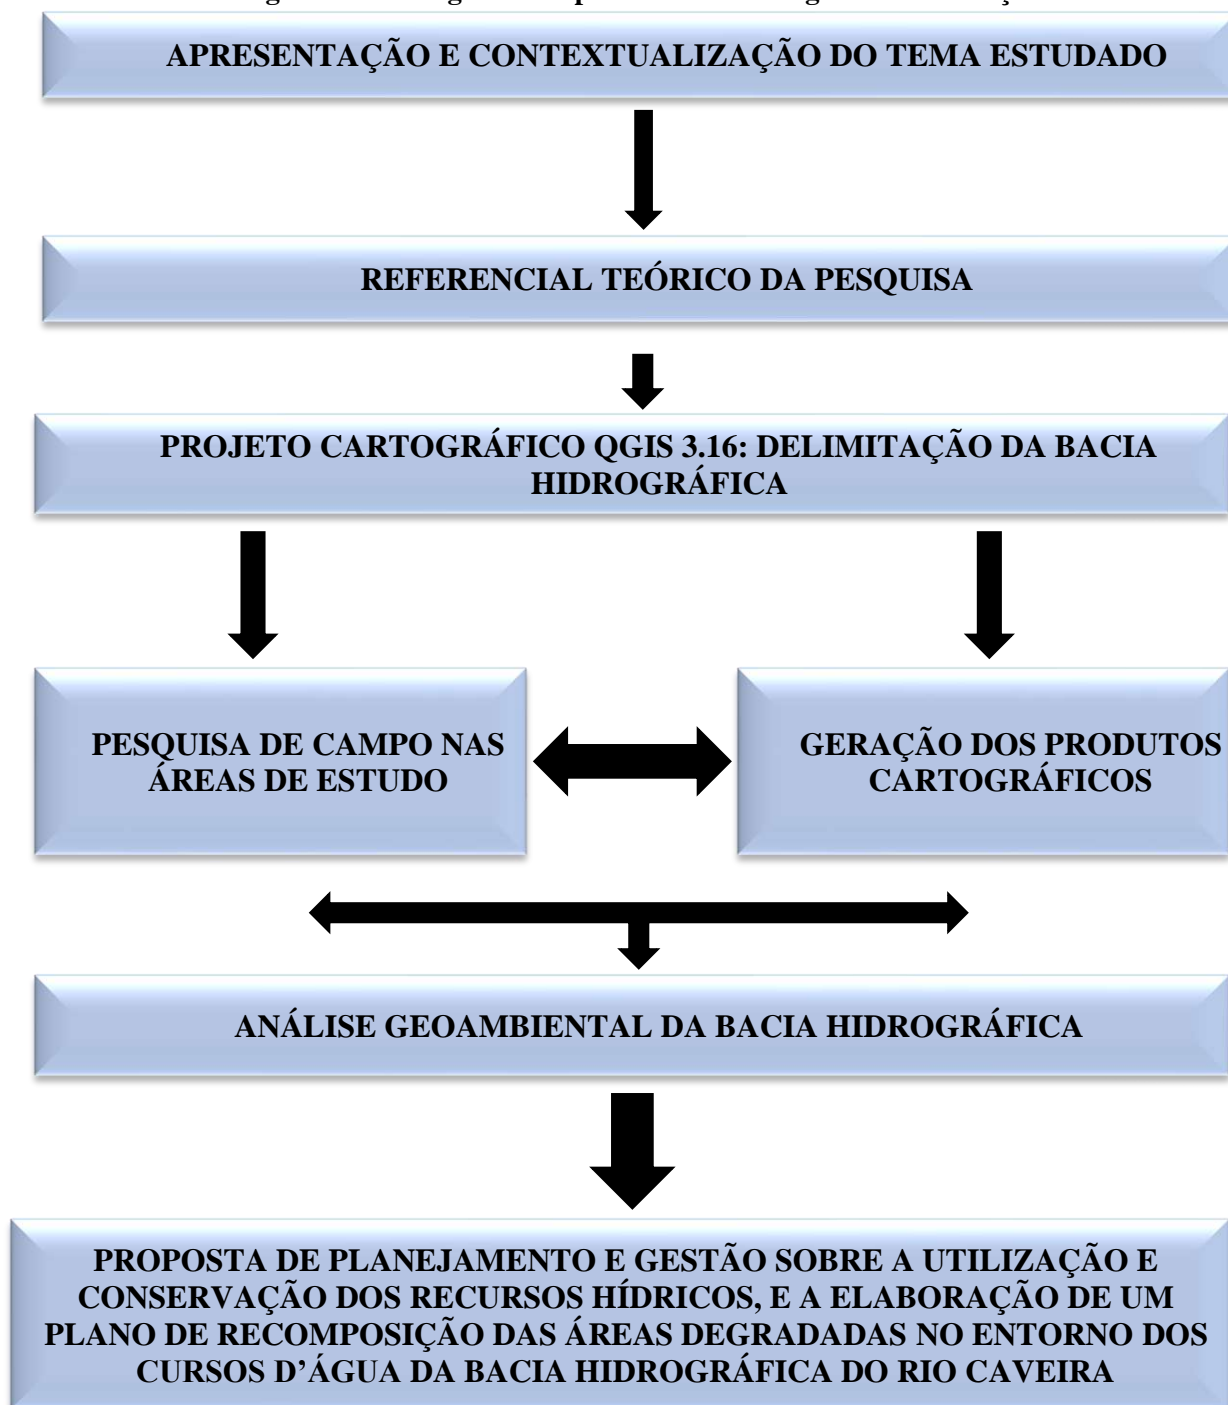 APRESENTAÇÃO E CONTEXTUALIZAÇÃO DO TEMA ESTUDADO
REFERENCIAL TEÓRICO DA PESQUISA
PROJETO CARTOGRÁFICO QGIS 3.16: DELIMITAÇÃO DA BACIA
HIDROGRÁFICA
PESQUISA DE CAMPO NAS
ÁREAS DE ESTUDO
GERAÇÃO DOS PRODUTOS
CARTOGRÁFICOS
ANÁLISE GEOAMBIENTAL DA BACIA HIDROGRÁFICA
PROPOSTA DE PLANEJAMENTO E GESTÃO SOBRE A UTILIZAÇÃO E
CONSERVAÇÃO DOS RECURSOS HÍDRICOS, E A ELABORAÇÃO DE UM
PLANO DE RECOMPOSIÇÃO DAS ÁREAS DEGRADADAS NO ENTORNO DOS
CURSOS D’ÁGUA DA BACIA HIDROGRÁFICA DO RIO CAVEIRA